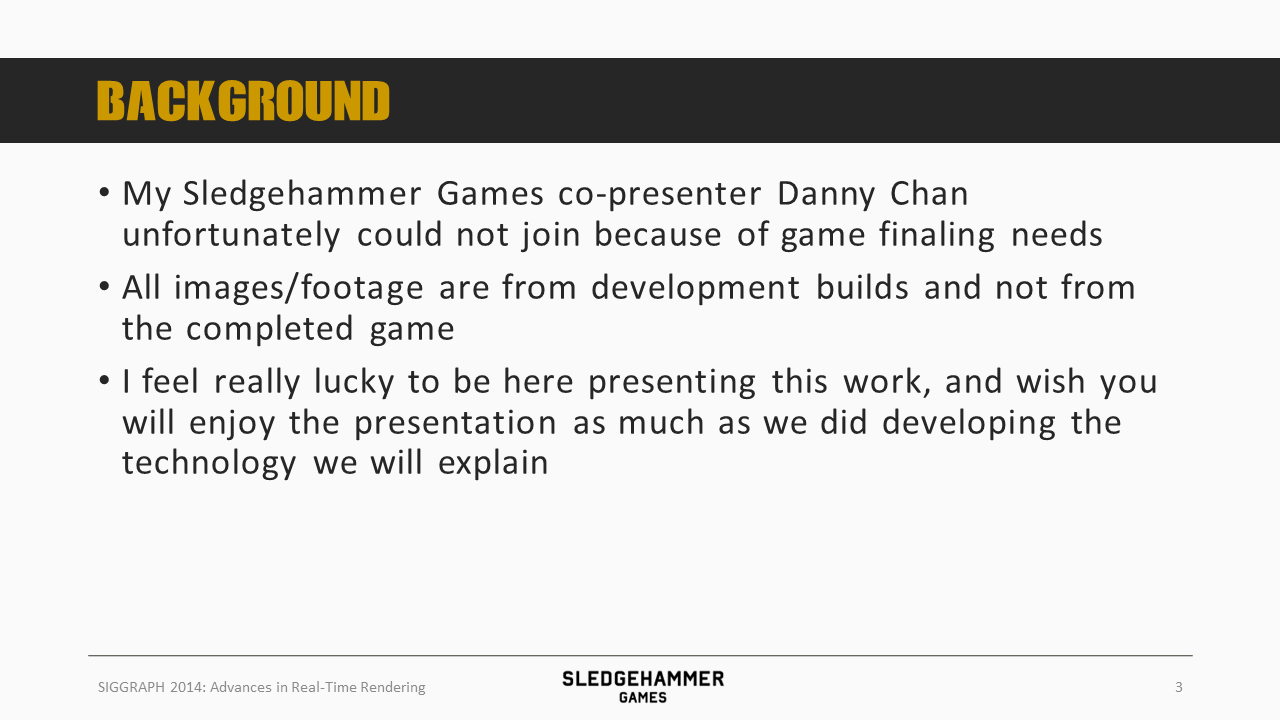 BACKGROUND
• My Sledgehammer Games co-presenter Danny Chan
unfortunately could not join because of game finaling needs
• All images/footage are from development builds and not from
the completed game
• I feel really lucky to be here presenting this work, and wish you
will enjoy the presentation as much as we did developing the
technology we will explain
SIGGRAPH 2014: Advances in Real-Time Rendering
SLEDGEHAMMER
GAMES
3